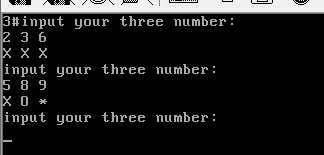 3#input your three number:
2 3 6
X X X
input your three number:
5 8 9
X O *
input your three number: